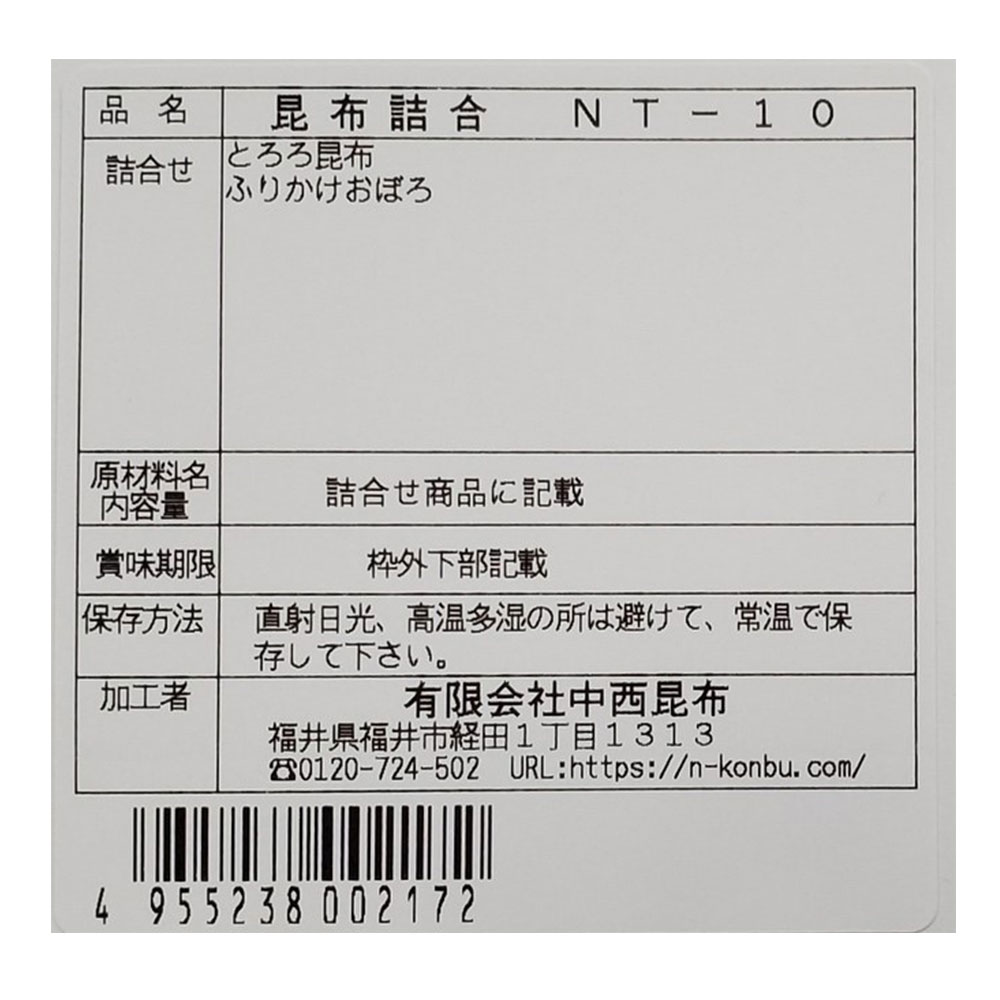 品名 昆布詰合 NT-10
詰合せ とろろ昆布
ふりかけおぼろ
原材料名
内容量 詰合せ商品に記載
賞味期限 枠外下部記載
保存方法 直射日光、高温多湿の所は避けて、常温で保
存して下さい。
加工者 有限会社中西昆布
福井県福井市経田1丁目1313
☎0120-724-502 URL:https://n-konbu.com/
4 955238 002172